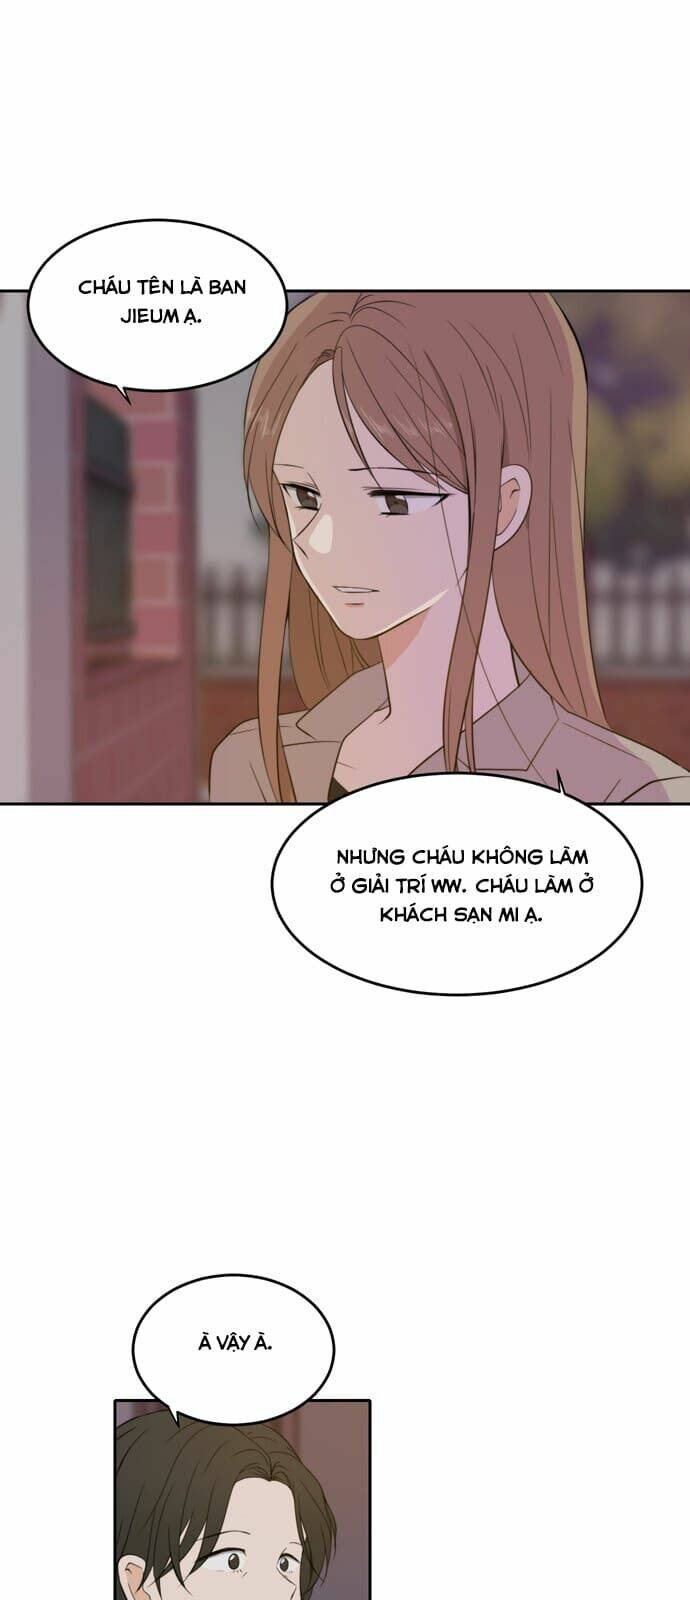 CHÁU TÊN LÀ BAN
JIEUM Ạ.
NHƯNG CHÁU KHÔNG LÀM
Ở GIẢI TRÍ WW. CHÁU LÀM Ở
KHÁCH SẠN MI Ạ.
À VẬY À.